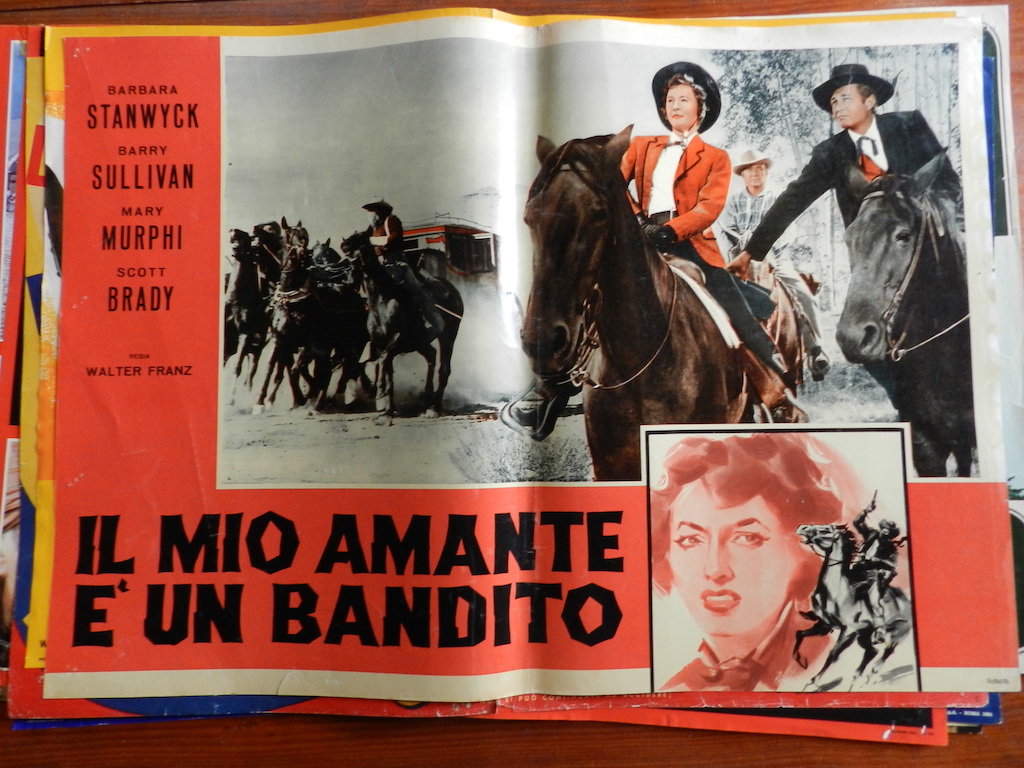 BARBARA
STANWYCK
BARRY
SULLIVAN
MARY
MURPHI
SCOTT
BRADY
REGIA
WALTER FRANZ
IL MIO AMANTE
E' UN BANDITO